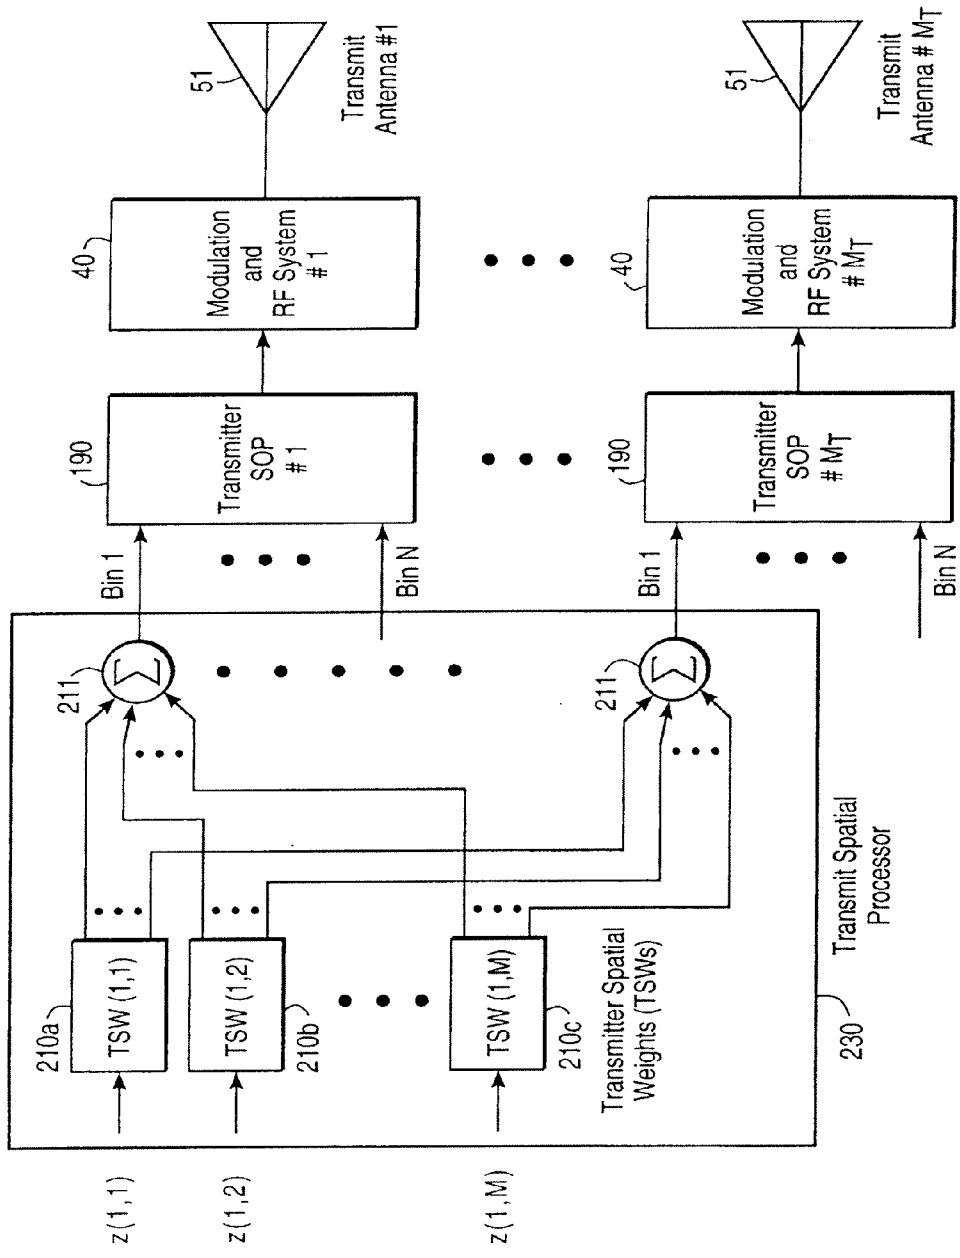 z(1,1)
z(1,2)
z(1,M)
210a
TSW (1,1)
TSW (1,2)
210b
TSW (1,M)
210c
Transmitter Spatial
Weights (TSWs)
230
Transmit Spatial
Processor
211
Σ
211
Σ
Bin 1
Bin N
Bin 1
Bin N
190
Transmitter
SOP
# 1
190
Transmitter
SOP
# MT
40
Modulation
and
RF System
# 1
40
Modulation
and
RF System
# MT
51
Transmit
Antenna #1
51
Transmit
Antenna # MT